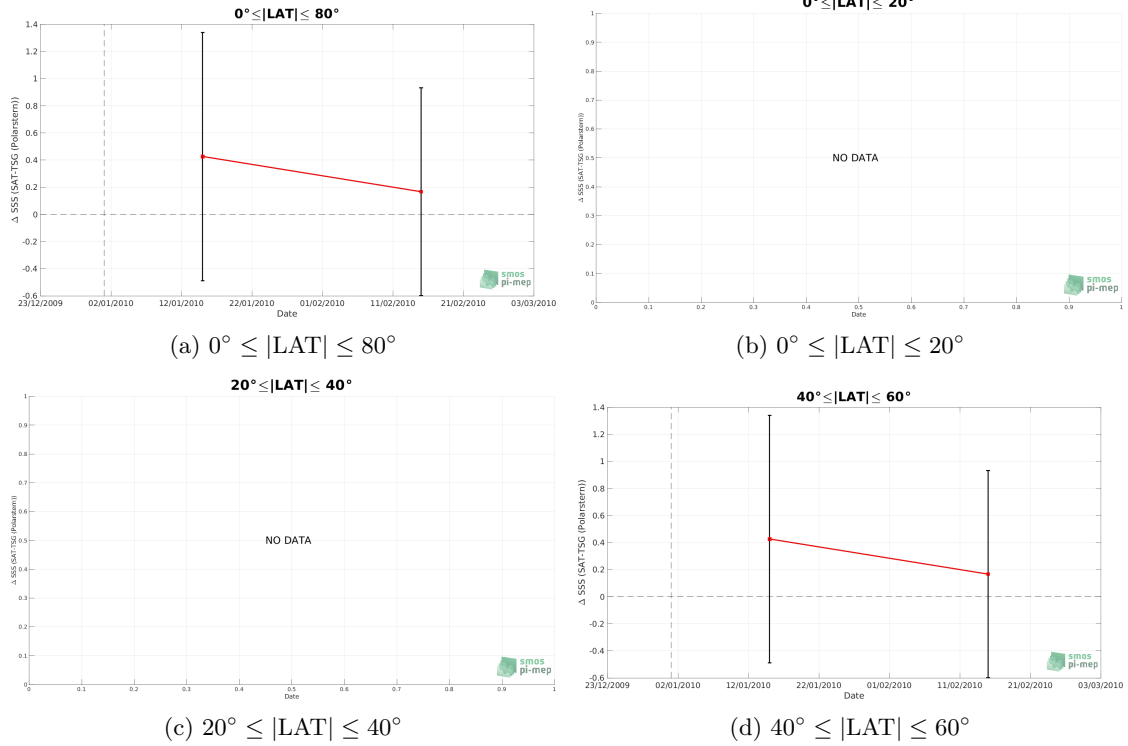 0°≤|LAT|≤ 80°
1.4
1.2
1
0.8
0.6
0.4
0.2
0
-0.2
-0.4
-0.6
Δ SSS (SAT-TSG (Polarstern))
23/12/2009 02/01/2010 12/01/2010 22/01/2010 01/02/2010 11/02/2010 21/02/2010 03/03/2010
Date
smos
pi-mep
(a) 0° ≤ |LAT| ≤ 80°
0°≤|LAT|≤ 20°
1
0.9
0.8
0.7
0.6
0.5
0.4
0.3
0.2
0.1
0
Δ SSS (SAT-TSG (Polarstern))
NO DATA
0 0.1 0.2 0.3 0.4 0.5 0.6 0.7 0.8 0.9 1
Date
smos
pi-mep
(b) 0° ≤ |LAT| ≤ 20°
20°≤|LAT|≤ 40°
1
0.9
0.8
0.7
0.6
0.5
0.4
0.3
0.2
0.1
0
Δ SSS (SAT-TSG (Polarstern))
NO DATA
0 0.1 0.2 0.3 0.4 0.5 0.6 0.7 0.8 0.9 1
Date
smos
pi-mep
(c) 20° ≤ |LAT| ≤ 40°
40°≤|LAT|≤ 60°
1.4
1.2
1
0.8
0.6
0.4
0.2
0
-0.2
-0.4
-0.6
Δ SSS (SAT-TSG (Polarstern))
23/12/2009 02/01/2010 12/01/2010 22/01/2010 01/02/2010 11/02/2010 21/02/2010 03/03/2010
Date
smos
pi-mep
(d) 40° ≤ |LAT| ≤ 60°